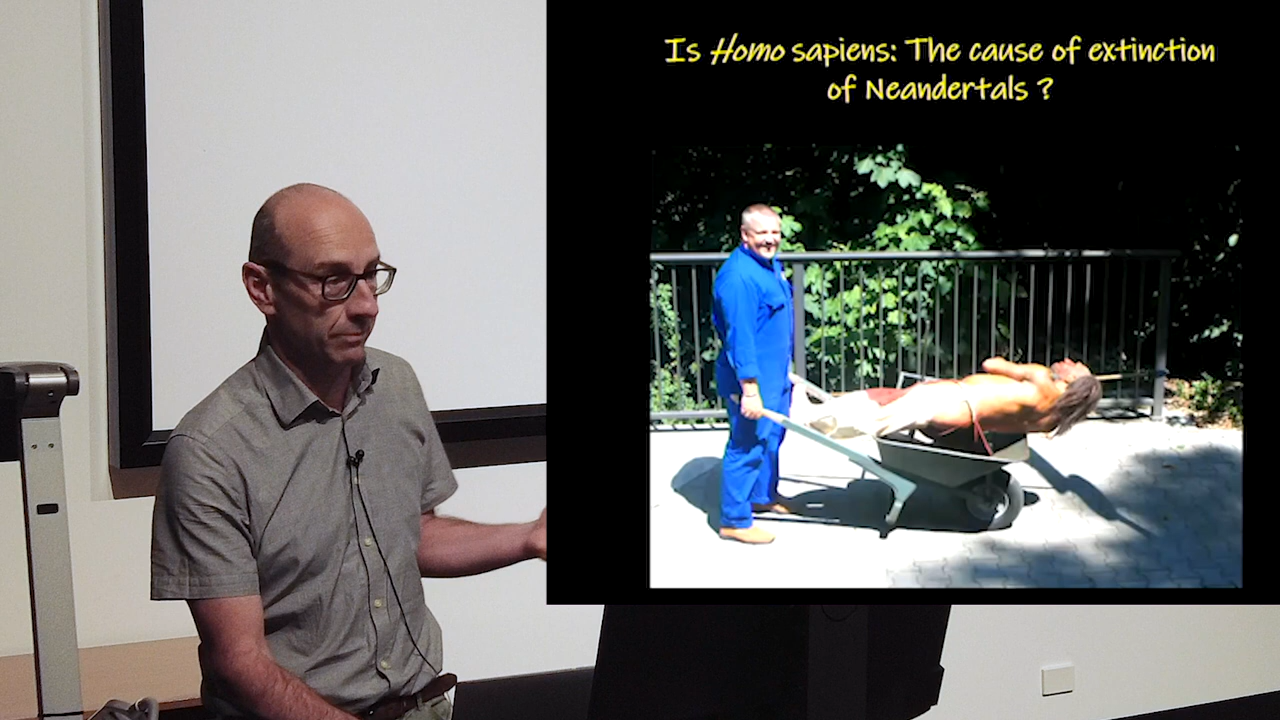 Is Homo sapiens: The cause of extinction
of Neandertals ?